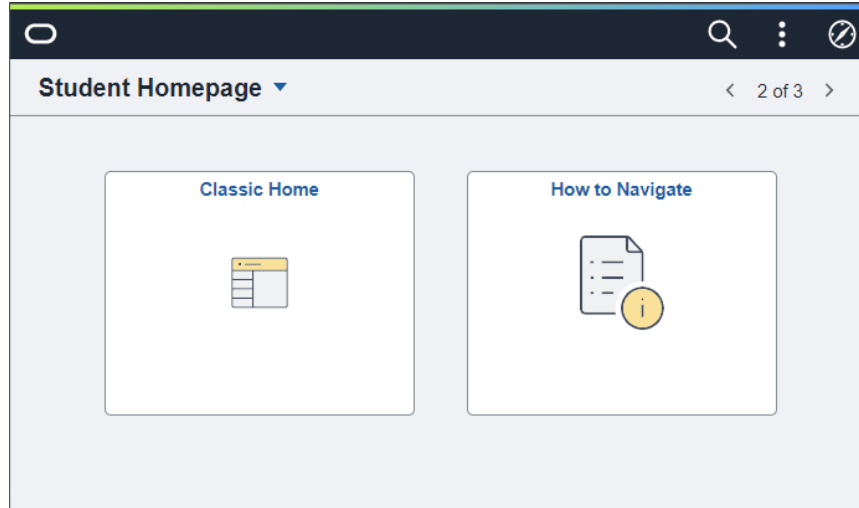 Student Homepage
2 of 3
Classic Home
How to Navigate
i